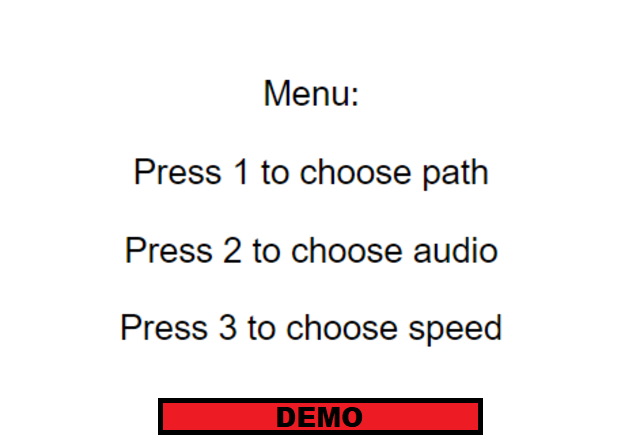 Menu:
Press 1 to choose path
Press 2 to choose audio
Press 3 to choose speed
DEMO